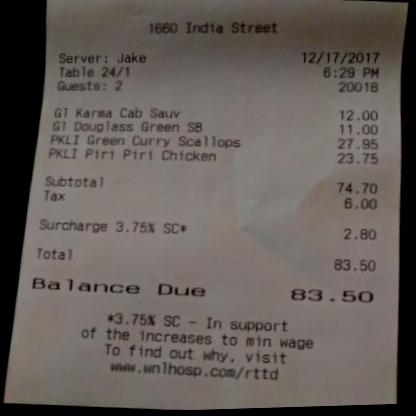 1660 India Street
Server: Jake 12/17/2017
Table 24/1 6:29 PM
Guests: 2 20018
Gl Karma Cab Sauv 12.00
Gl Douglass Green SB 11.00
PKLI Green Curry Scallops 27.95
PKLI Piri Piri Chicken 23.75
Subtotal 74.70
Tax 6.00
Surcharge 3.75% SC* 2.80
Total 83.50
Balance Due 83.50
*3.75% SC - In support
of the increases to min wage
To find out why, visit
www.wnlhosp.com/rttd